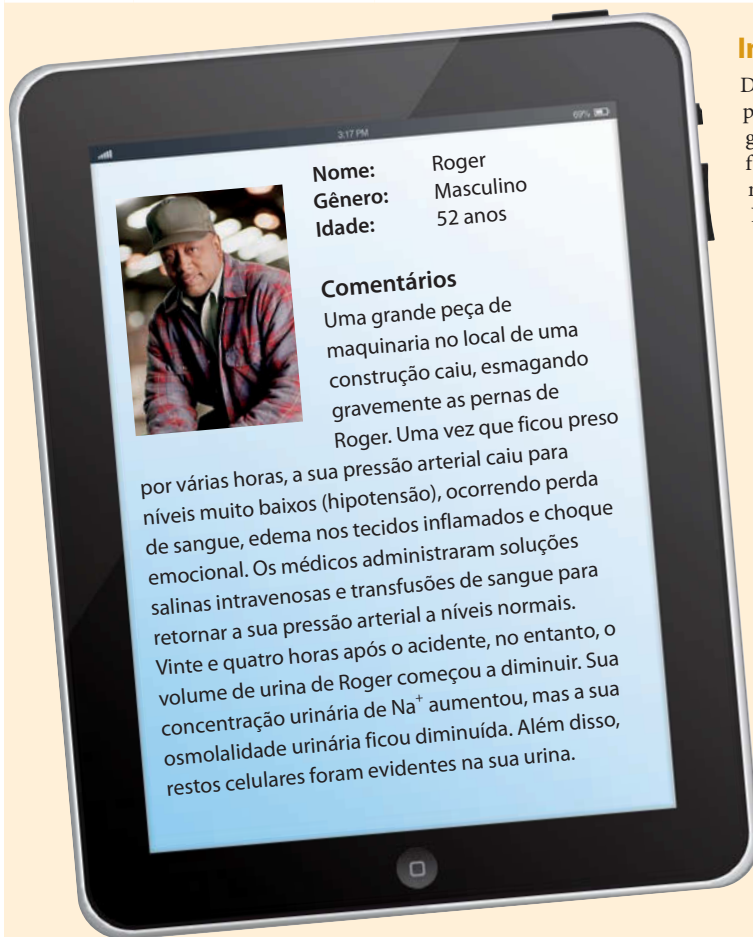 3:17 PM
69%
Nome: Roger
Gênero: Masculino
Idade: 52 anos
Comentários
Uma grande peça de
maquinaria no local de uma
construção caiu, esmagando
gravemente as pernas de
Roger. Uma vez que ficou preso
por várias horas, a sua pressão arterial caiu para
níveis muito baixos (hipotensão), ocorrendo perda
de sangue, edema nos tecidos inflamados e choque
emocional. Os médicos administraram soluções
salinas intravenosas e transfusões de sangue para
retornar a sua pressão arterial a níveis normais.
Vinte e quatro horas após o acidente, no entanto, o
volume de urina de Roger começou a diminuir. Sua
concentração urinária de Na⁺ aumentou, mas a sua
osmolalidade urinária ficou diminuída. Além disso,
restos celulares foram evidentes na sua urina.